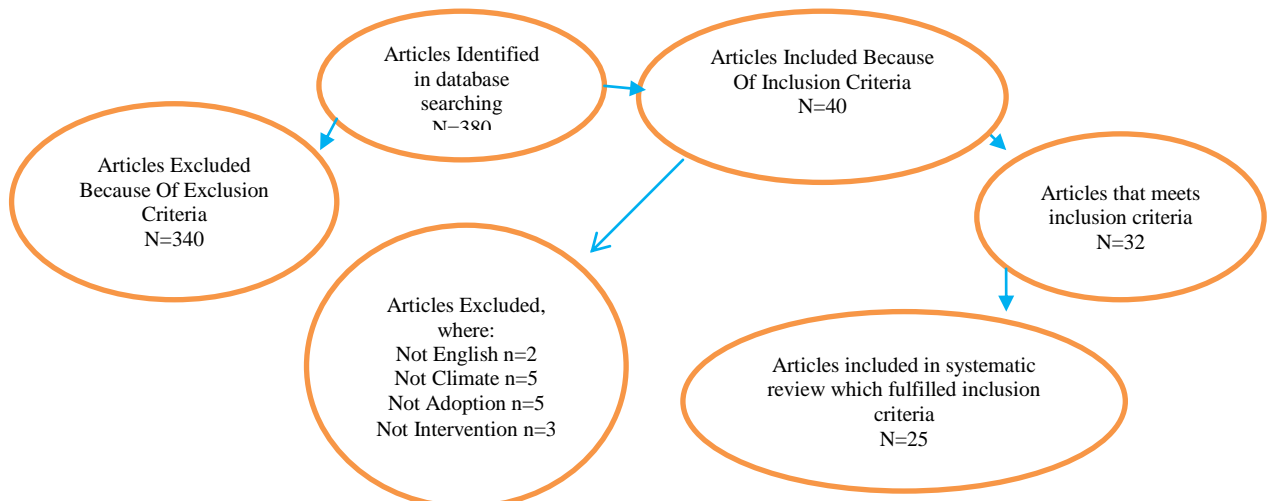 Articles Identified
in database
searching
N=380
Articles Included Because
Of Inclusion Criteria
N=40
Articles Excluded
Because Of Exclusion
Criteria
N=340
Articles that meets
inclusion criteria
N=32
Articles Excluded,
where:
Not English n=2
Not Climate n=5
Not Adoption n=5
Not Intervention n=3
Articles included in systematic
review which fulfilled inclusion
criteria
N=25